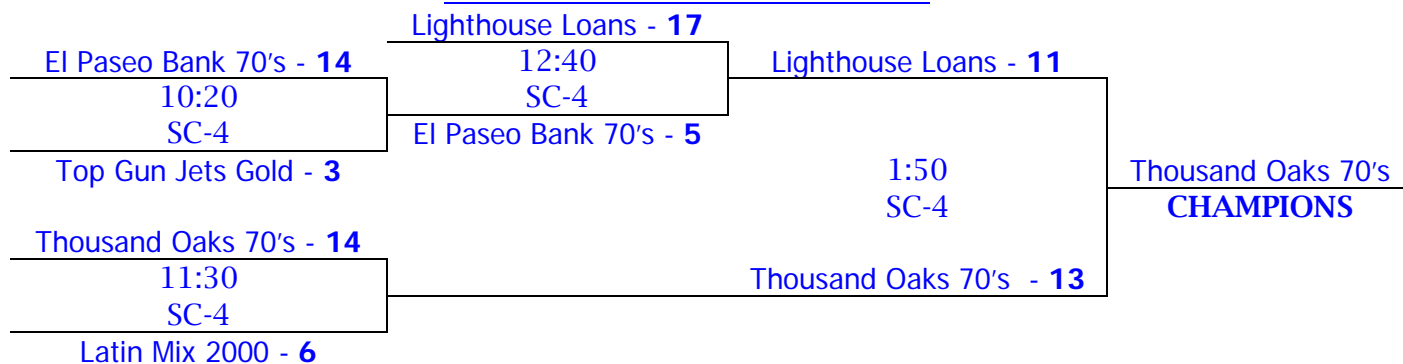 Lighthouse Loans - 17
El Paseo Bank 70's - 14
12:40
Lighthouse Loans - 11
10:20
SC-4
SC-4
El Paseo Bank 70's - 5
Top Gun Jets Gold - 3
1:50
Thousand Oaks 70's
SC-4
CHAMPIONS
Thousand Oaks 70's - 14
11:30
Thousand Oaks 70's  - 13
SC-4
Latin Mix 2000 - 6